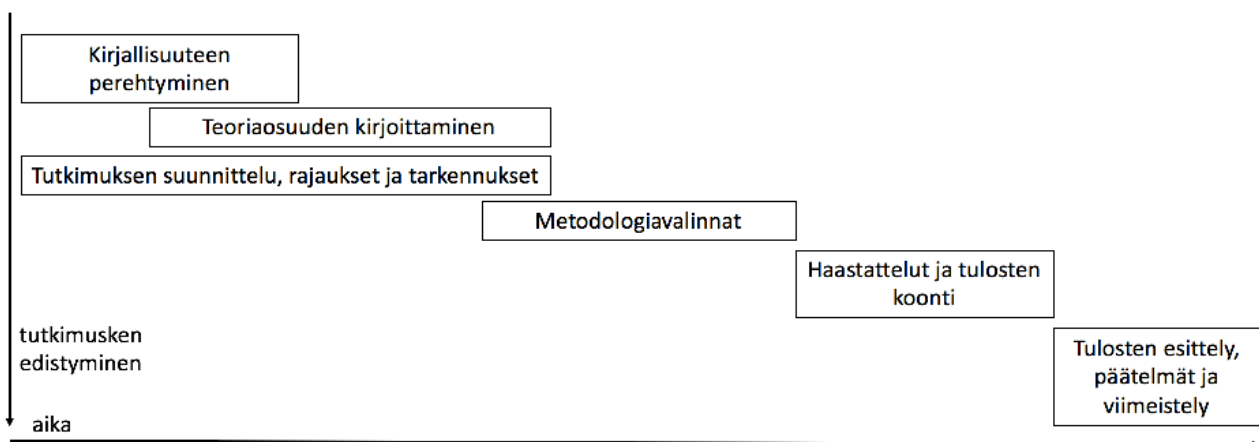 Kirjallisuuteen
perehtyminen
Teoriaosuuden kirjoittaminen
Tutkimuksen suunnittelu, rajaukset ja tarkennukset
Metodologiavalinnat
Haastattelut ja tulosten
koonti
tutkimusken
edistyminen
Tulosten esittely,
päätelmät ja
viimeistely
aika